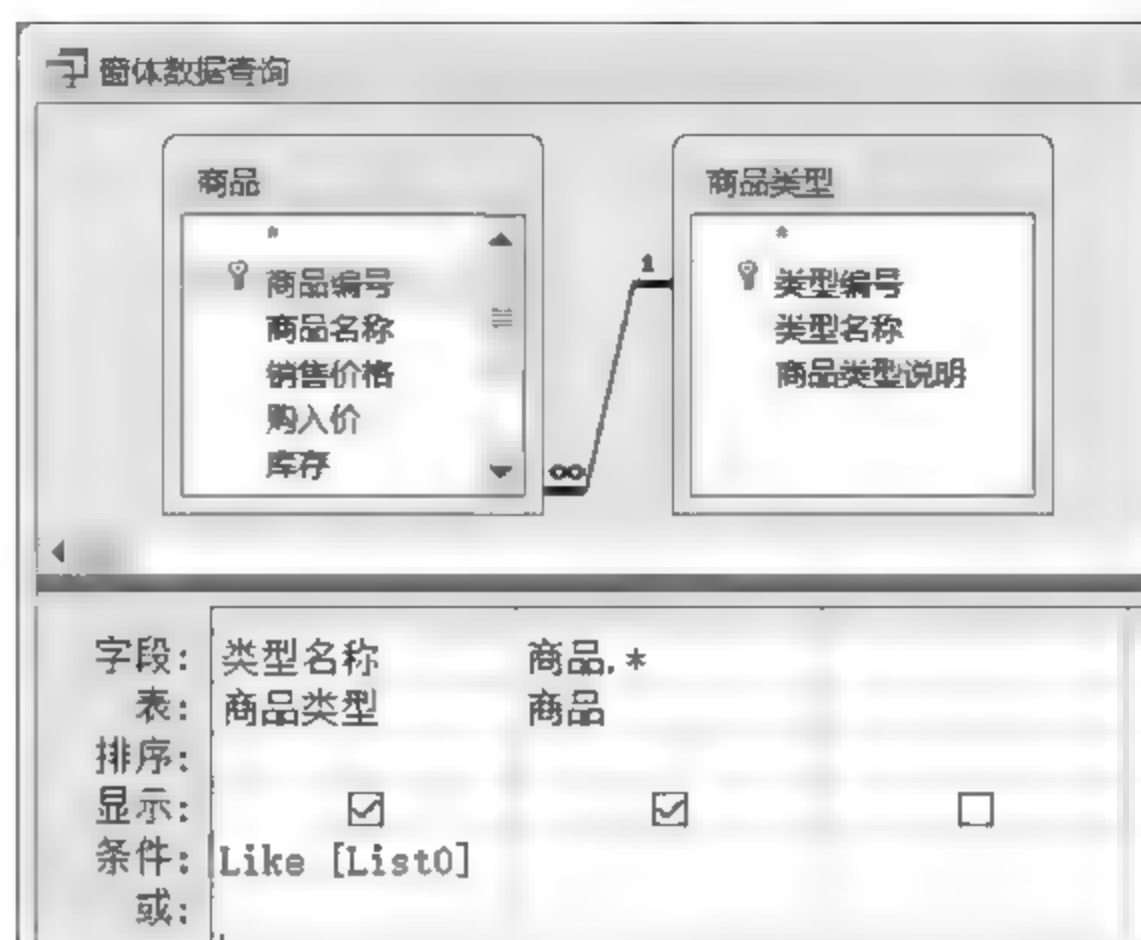 窗体数据查询
商品
*
商品编号
商品名称
销售价格
购入价
库存
商品类型
*
类型编号
类型名称
商品类型说明
1
∞
字段: 类型名称 商品.*
表: 商品类型 商品
排序:
显示:
条件: Like [List0]
或: